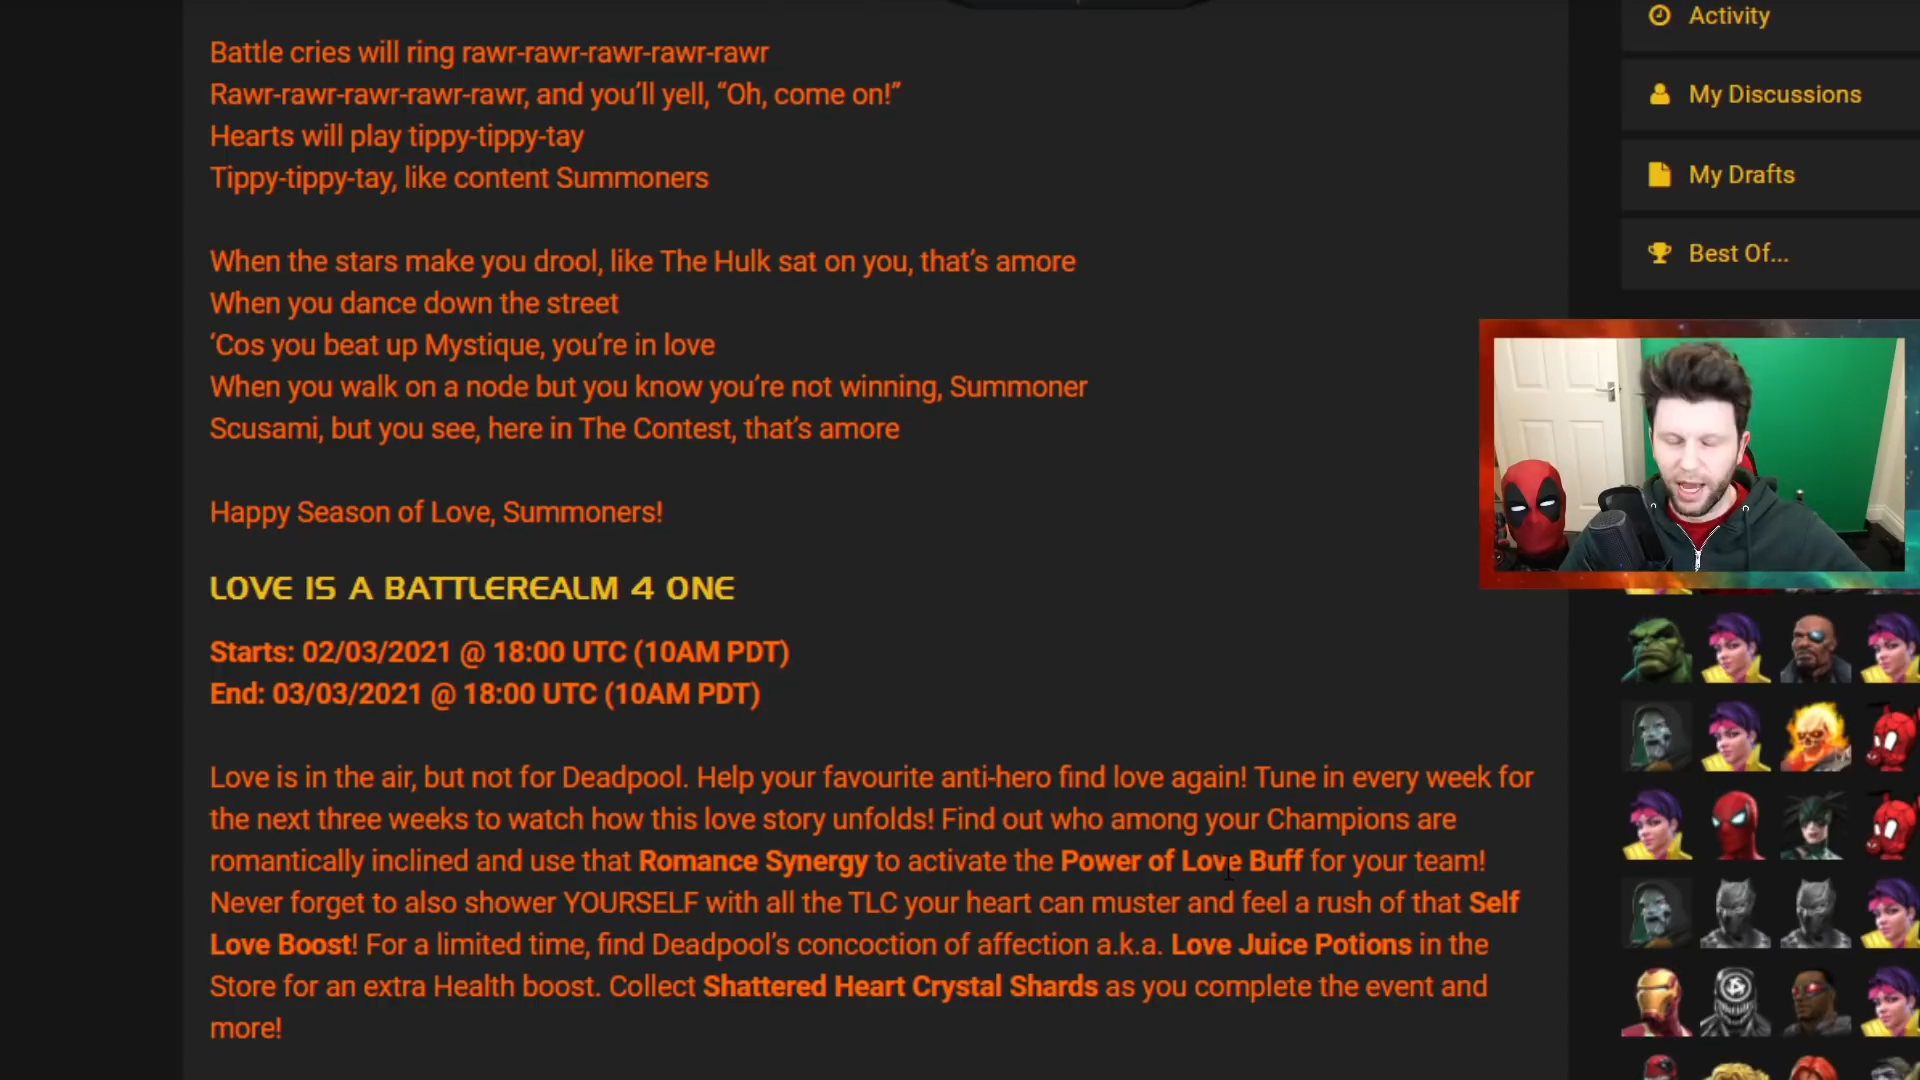 Battle cries will ring rawr-rawr-rawr-rawr-rawr
Rawr-rawr-rawr-rawr-rawr, and you’ll yell, “Oh, come on!”
Hearts will play tippy-tippy-tay
Tippy-tippy-tay, like content Summoners
When the stars make you drool, like The Hulk sat on you, that’s amore
When you dance down the street
‘Cos you beat up Mystique, you’re in love
When you walk on a node but you know you’re not winning, Summoner
Scusami, but you see, here in The Contest, that’s amore
Happy Season of Love, Summoners!
LOVE IS A BATTLEREALM 4 ONE
Starts: 02/03/2021 @ 18:00 UTC (10AM PDT)
End: 03/03/2021 @ 18:00 UTC (10AM PDT)
Love is in the air, but not for Deadpool. Help your favourite anti-hero find love again! Tune in every week for
the next three weeks to watch how this love story unfolds! Find out who among your Champions are
romantically inclined and use that Romance Synergy to activate the Power of Love Buff for your team!
Never forget to also shower YOURSELF with all the TLC your heart can muster and feel a rush of that Self
Love Boost! For a limited time, find Deadpool’s concoction of affection a.k.a. Love Juice Potions in the
Store for an extra Health boost. Collect Shattered Heart Crystal Shards as you complete the event and
more!
Activity
My Discussions
My Drafts
Best Of...